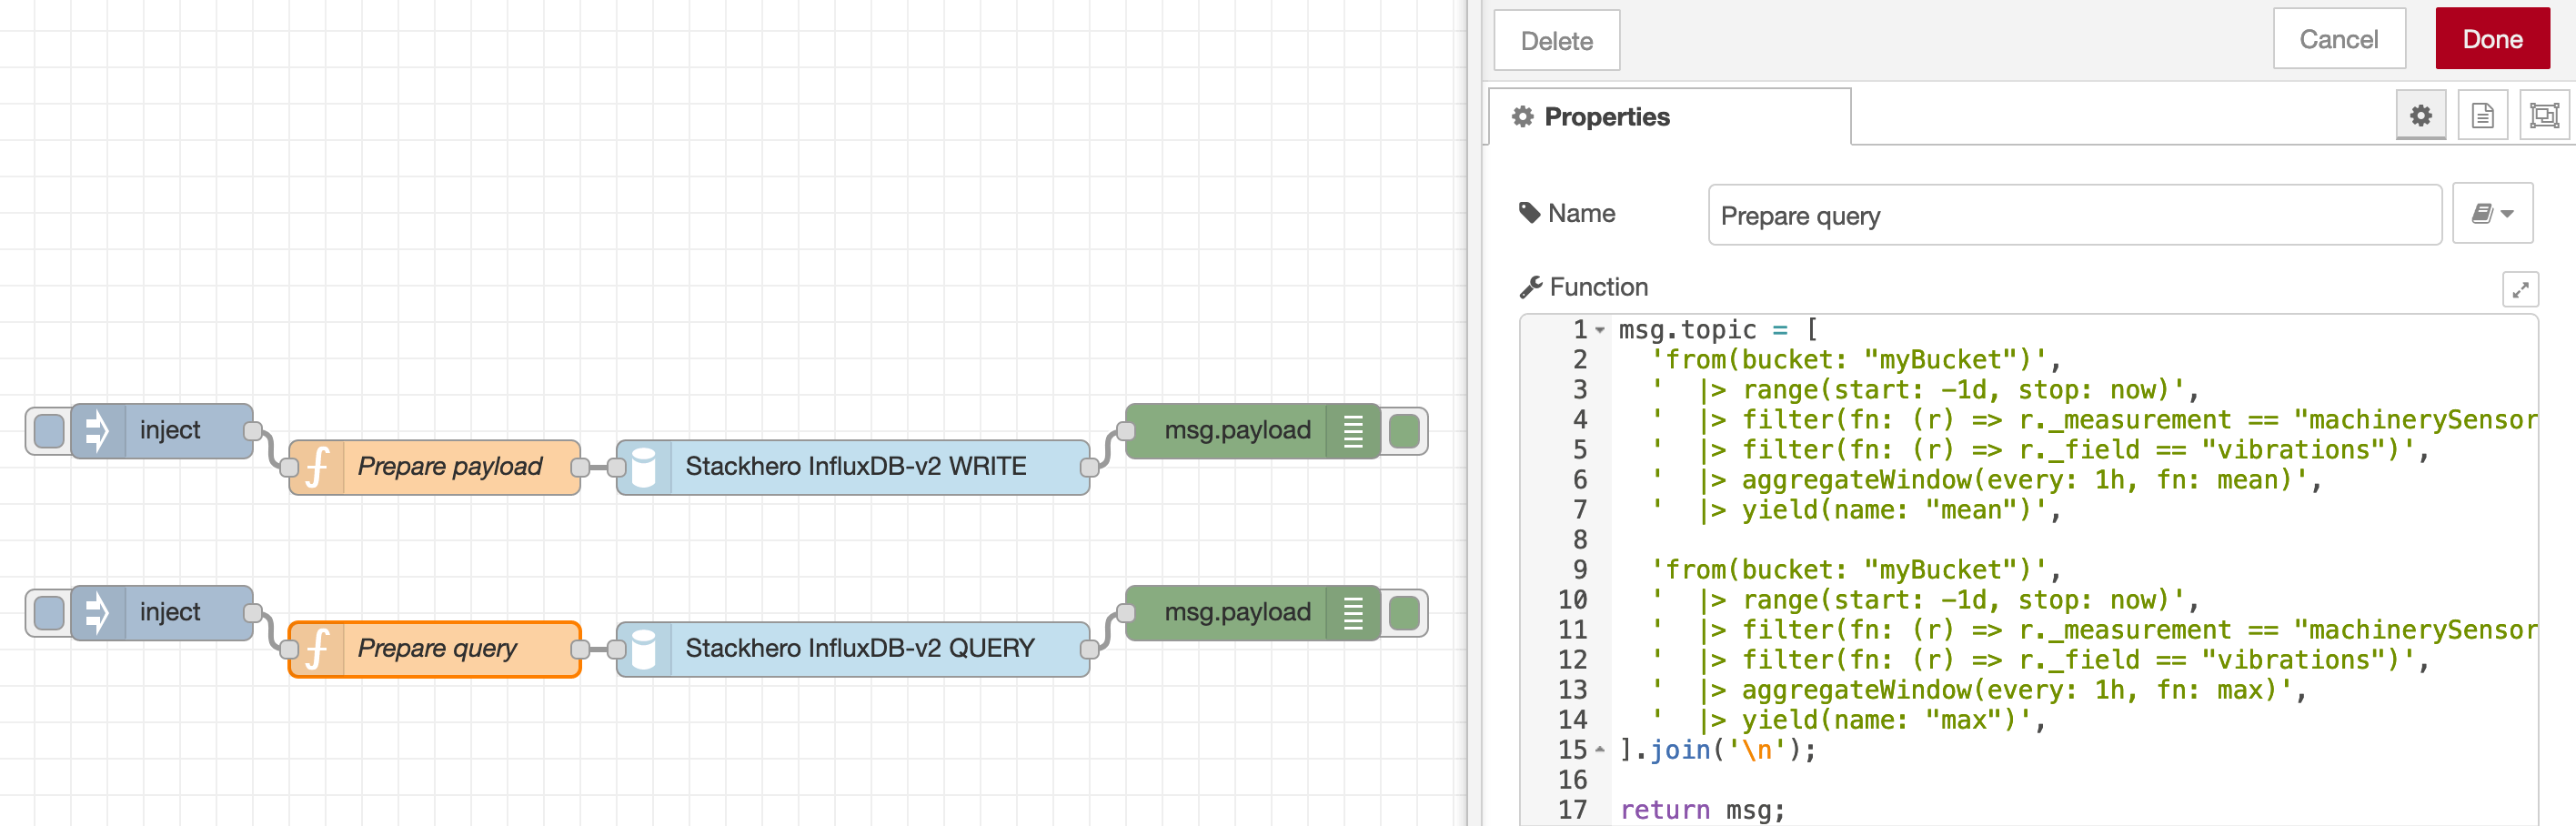 inject
Prepare payload
Stackhero InfluxDB-v2 WRITE
msg.payload
inject
Prepare query
Stackhero InfluxDB-v2 QUERY
msg.payload
Delete
Cancel
Done
Properties
Name
Prepare query
Function
1 msg.topic = [
2 'from(bucket: "myBucket")',
3 '  |> range(start: -1d, stop: now)',
4 '  |> filter(fn: (r) => r._measurement == "machinerySensor
5 '  |> filter(fn: (r) => r._field == "vibrations")',
6 '  |> aggregateWindow(every: 1h, fn: mean)',
7 '  |> yield(name: "mean")',
8
9 'from(bucket: "myBucket")',
10 '  |> range(start: -1d, stop: now)',
11 '  |> filter(fn: (r) => r._measurement == "machinerySensor
12 '  |> filter(fn: (r) => r._field == "vibrations")',
13 '  |> aggregateWindow(every: 1h, fn: max)',
14 '  |> yield(name: "max")',
15 ].join('\n');
16
17 return msg;